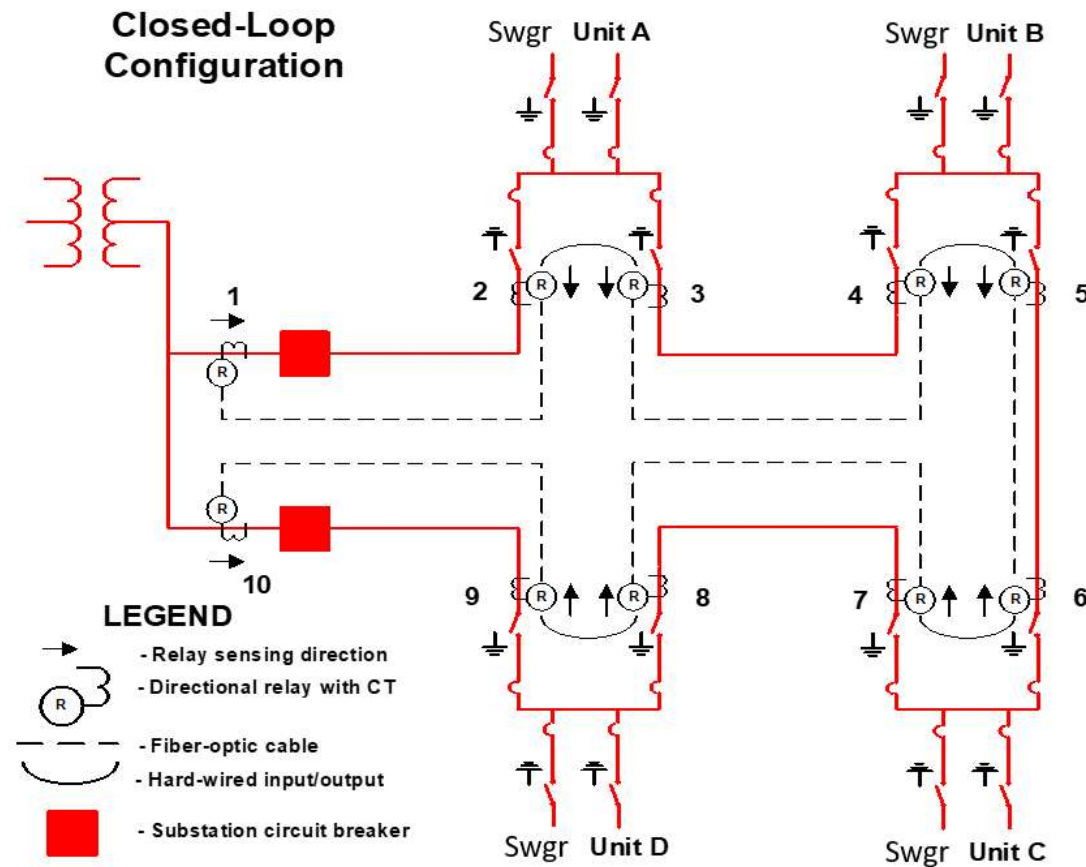 Closed-Loop
Configuration
Swgr Unit A
Swgr Unit B
1
2
3
4
5
R
R
R
R
R
R
R
R
R
R
10
9
8
7
6
LEGEND
- Relay sensing direction
R
- Directional relay with CT
- Fiber-optic cable
- Hard-wired input/output
- Substation circuit breaker
Swgr Unit D
Swgr Unit C